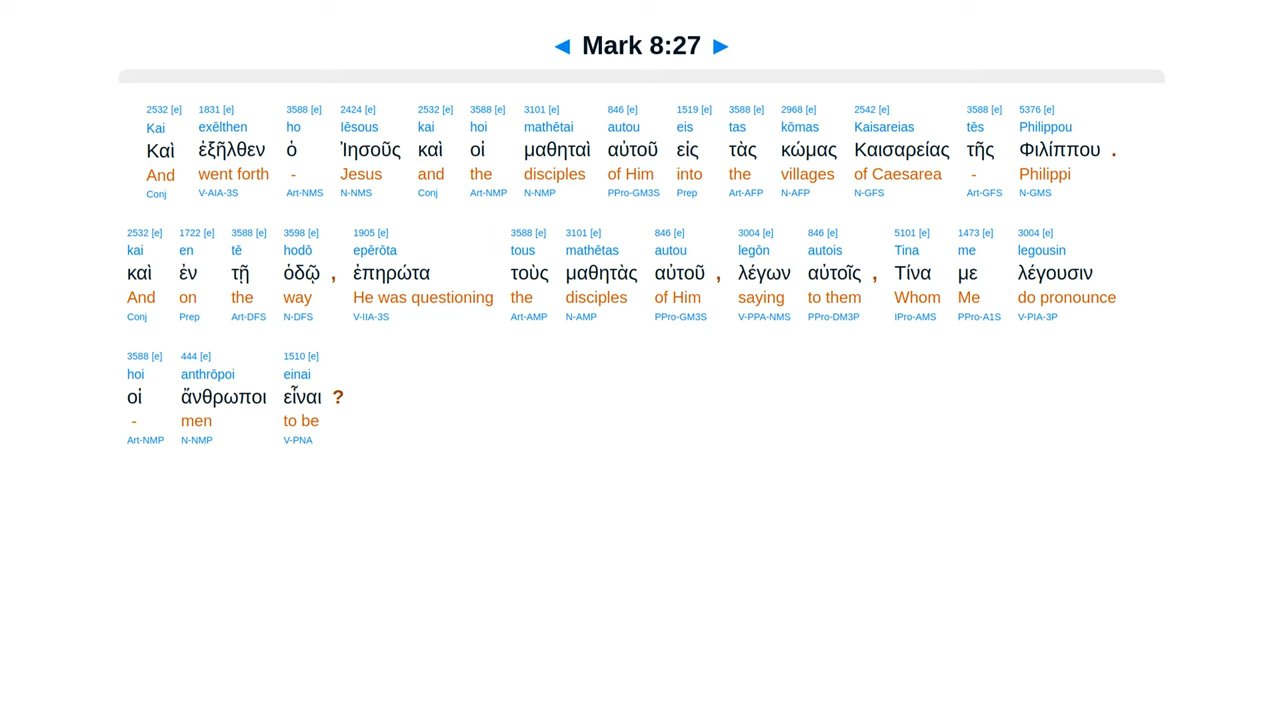 ◄ Mark 8:27 ►
2532 [e] 1831 [e] 3588 [e] 2424 [e] 2532 [e] 3588 [e] 3101 [e] 846 [e] 1519 [e] 3588 [e] 2968 [e] 2542 [e] 3588 [e] 5376 [e]
Kai exēlthen ho Iēsous kai hoi mathētai autou eis tas kōmas Kaisareias tēs Philippou
Καὶ ἐξῆλθεν ὁ Ἰησοῦς καὶ οἱ μαθηταὶ αὐτοῦ εἰς τὰς κώμας Καισαρείας τῆς Φιλίππου .
And went forth - Jesus and the disciples of Him into the villages of Caesarea - Philippi
Conj V-AIA-3S Art-NMS N-NMS Conj Art-NMP N-NMP PPro-GM3S Prep Art-AFP N-AFP N-GFS Art-GFS N-GMS
2532 [e] 1722 [e] 3588 [e] 3598 [e] 1905 [e] 3588 [e] 3101 [e] 846 [e] 3004 [e] 846 [e] 5101 [e] 1473 [e] 3004 [e]
kai en tē hodō epērōta tous mathētas autou legōn autois Tina me legousin
καὶ ἐν τῇ ὁδῷ , ἐπηρώτα τοὺς μαθητὰς αὐτοῦ , λέγων αὐτοῖς , Τίνα με λέγουσιν
And on the way He was questioning the disciples of Him saying to them Whom Me do pronounce
Conj Prep Art-DFS N-DFS V-IIA-3S Art-AMP N-AMP PPro-GM3S V-PPA-NMS PPro-DM3P IPro-AMS PPro-A1S V-PIA-3P
3588 [e] 444 [e] 1510 [e]
hoi anthrōpoi einai
οἱ ἄνθρωποι εἶναι ?
- men to be
Art-NMP N-NMP V-PNA